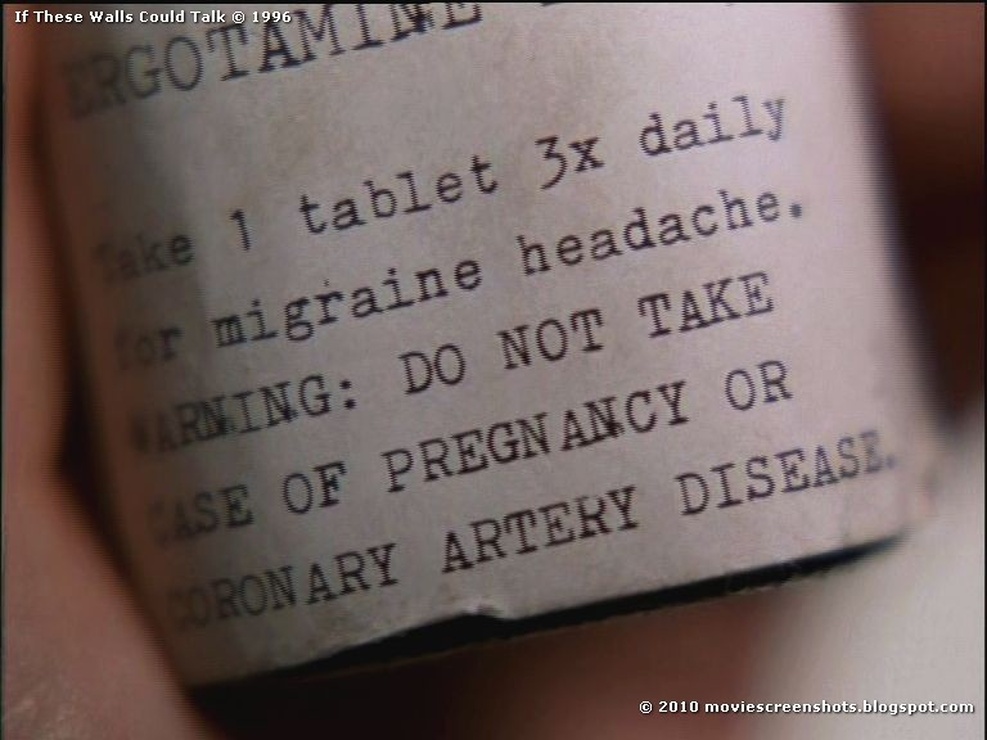 If These Walls Could Talk © 1996
ERGOTAMINE
Take 1 tablet 3x daily
for migraine headache.
WARNING: DO NOT TAKE
CASE OF PREGNANCY OR
CORONARY ARTERY DISEASE.
© 2010 moviescreenshots.blogspot.com